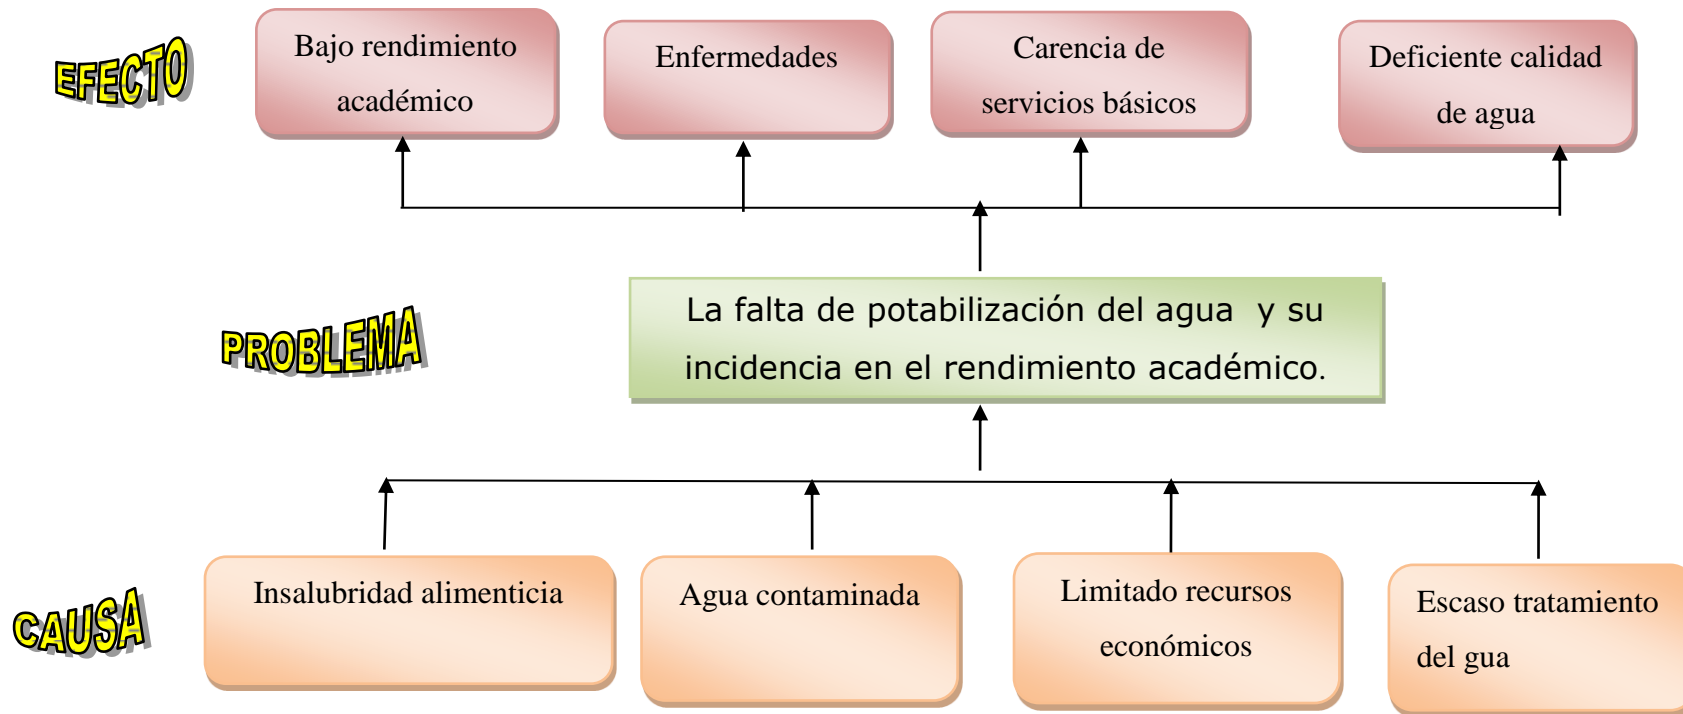 EFECTO
Bajo rendimiento
académico
Enfermedades
Carencia de
servicios básicos
Deficiente calidad
de agua
PROBLEMA
La falta de potabilización del agua y su
incidencia en el rendimiento académico.
CAUSA
Insalubridad alimenticia
Agua contaminada
Limitado recursos
económicos
Escaso tratamiento
del gua